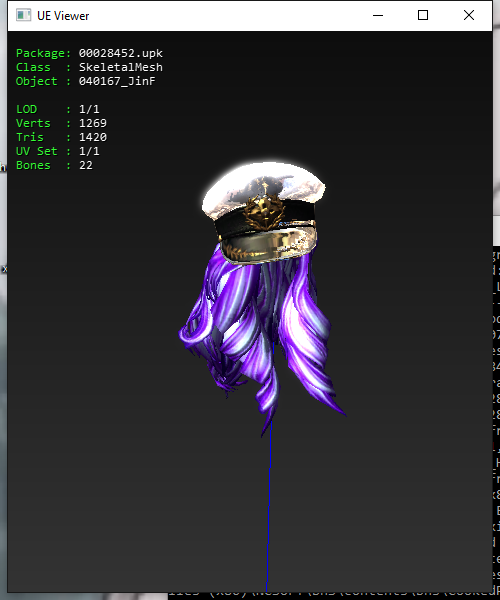 UE Viewer
Package: 00028452.upk
Class : SkeletalMesh
Object : 040167_JinF
LOD : 1/1
Verts : 1269
Tris : 1420
UV Set : 1/1
Bones : 22